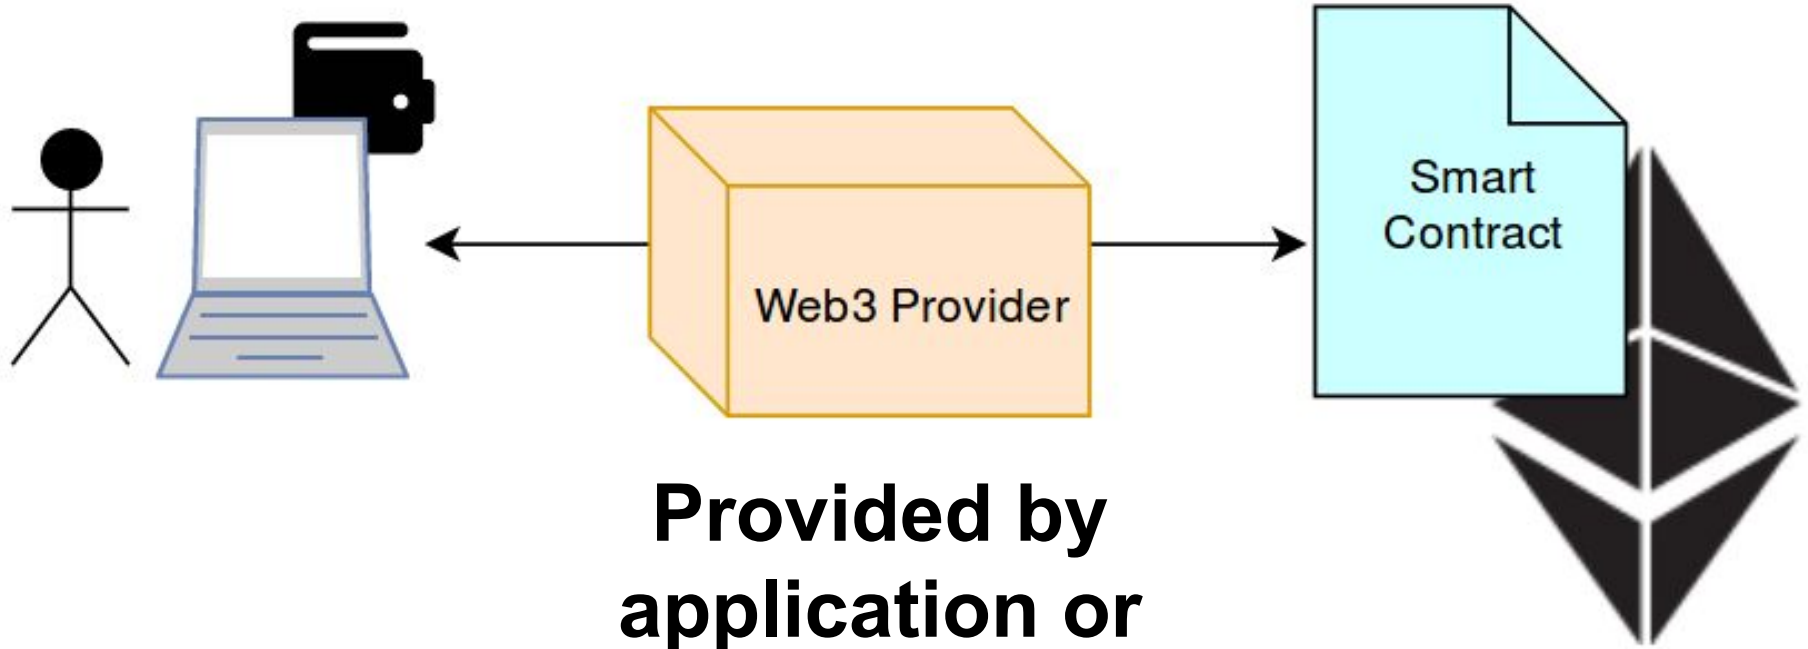 Smart
Contract
Web3 Provider
Provided by
application or